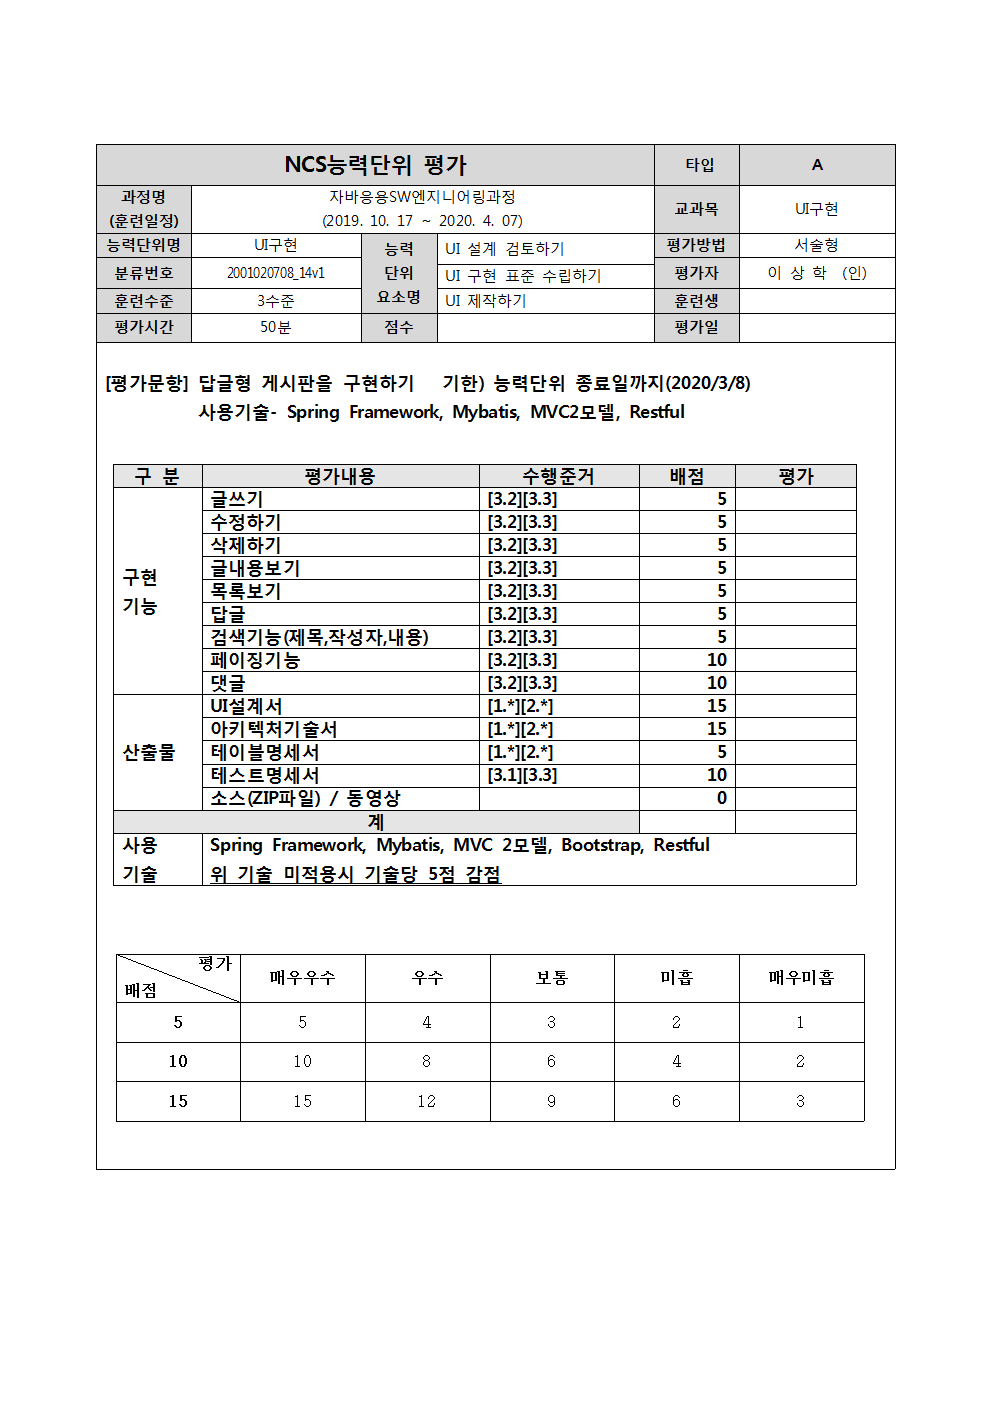 NCS능력단위 평가 타입 A
과정명 자바응용SW엔지니어링과정 교과목 UI구현
(훈련일정) (2019. 10. 17 ~ 2020. 4. 07)
능력단위명 UI구현 능력 UI 설계 검토하기 평가방법 서술형
분류번호 2001020708_14v1 단위 UI 구현 표준 수립하기 평가자 이 상 학 (인)
훈련수준 3수준 요소명 UI 제작하기 훈련생
평가시간 50분 점수 평가일
[평가문항] 답글형 게시판을 구현하기 기한) 능력단위 종료일까지(2020/3/8)
사용기술- Spring Framework, Mybatis, MVC2모델, Restful
구 분 평가내용 수행준거 배점 평가
구현
기능
글쓰기 [3.2][3.3] 5
수정하기 [3.2][3.3] 5
삭제하기 [3.2][3.3] 5
글내용보기 [3.2][3.3] 5
목록보기 [3.2][3.3] 5
답글 [3.2][3.3] 5
검색기능(제목,작성자,내용) [3.2][3.3] 5
페이징기능 [3.2][3.3] 10
댓글 [3.2][3.3] 10
산출물
UI설계서 [1.*][2.*] 15
아키텍처기술서 [1.*][2.*] 15
테이블명세서 [1.*][2.*] 5
테스트명세서 [3.1][3.3] 10
소스(ZIP파일) / 동영상 0
계
사용 Spring Framework, Mybatis, MVC 2모델, Bootstrap, Restful
기술 위 기술 미적용시 기술당 5점 감점
평가
배점 매우우수 우수 보통 미흡 매우미흡
5 5 4 3 2 1
10 10 8 6 4 2
15 15 12 9 6 3